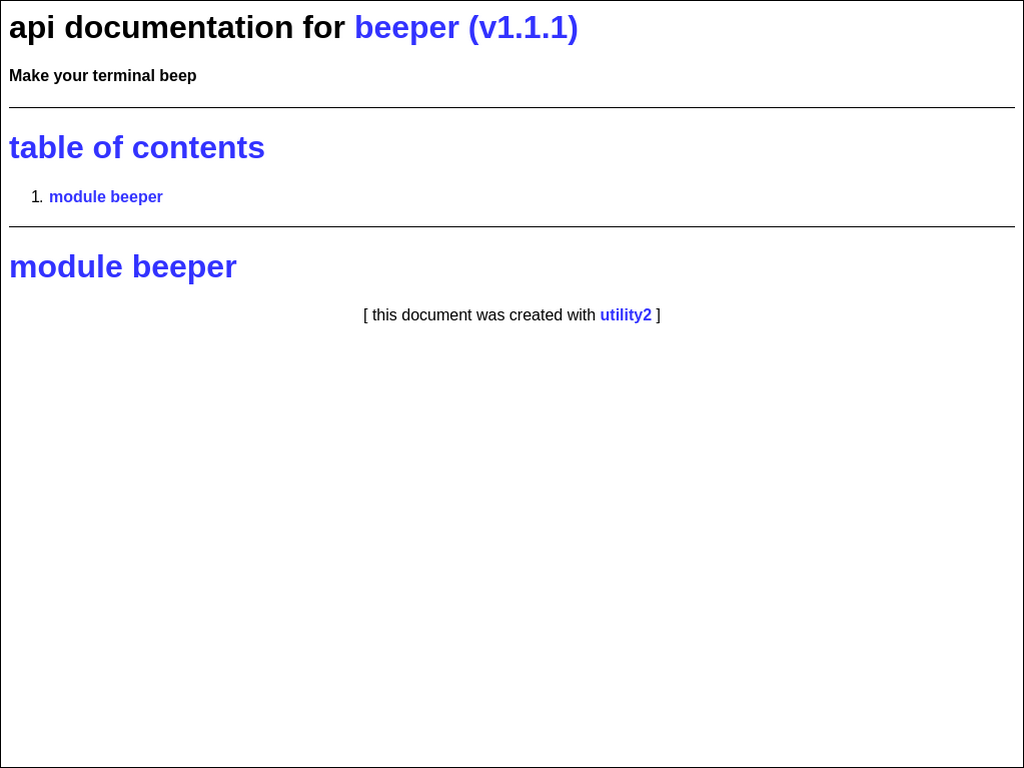 api documentation for beeper (v1.1.1)
Make your terminal beep
table of contents
1. module beeper
module beeper
[ this document was created with utility2 ]